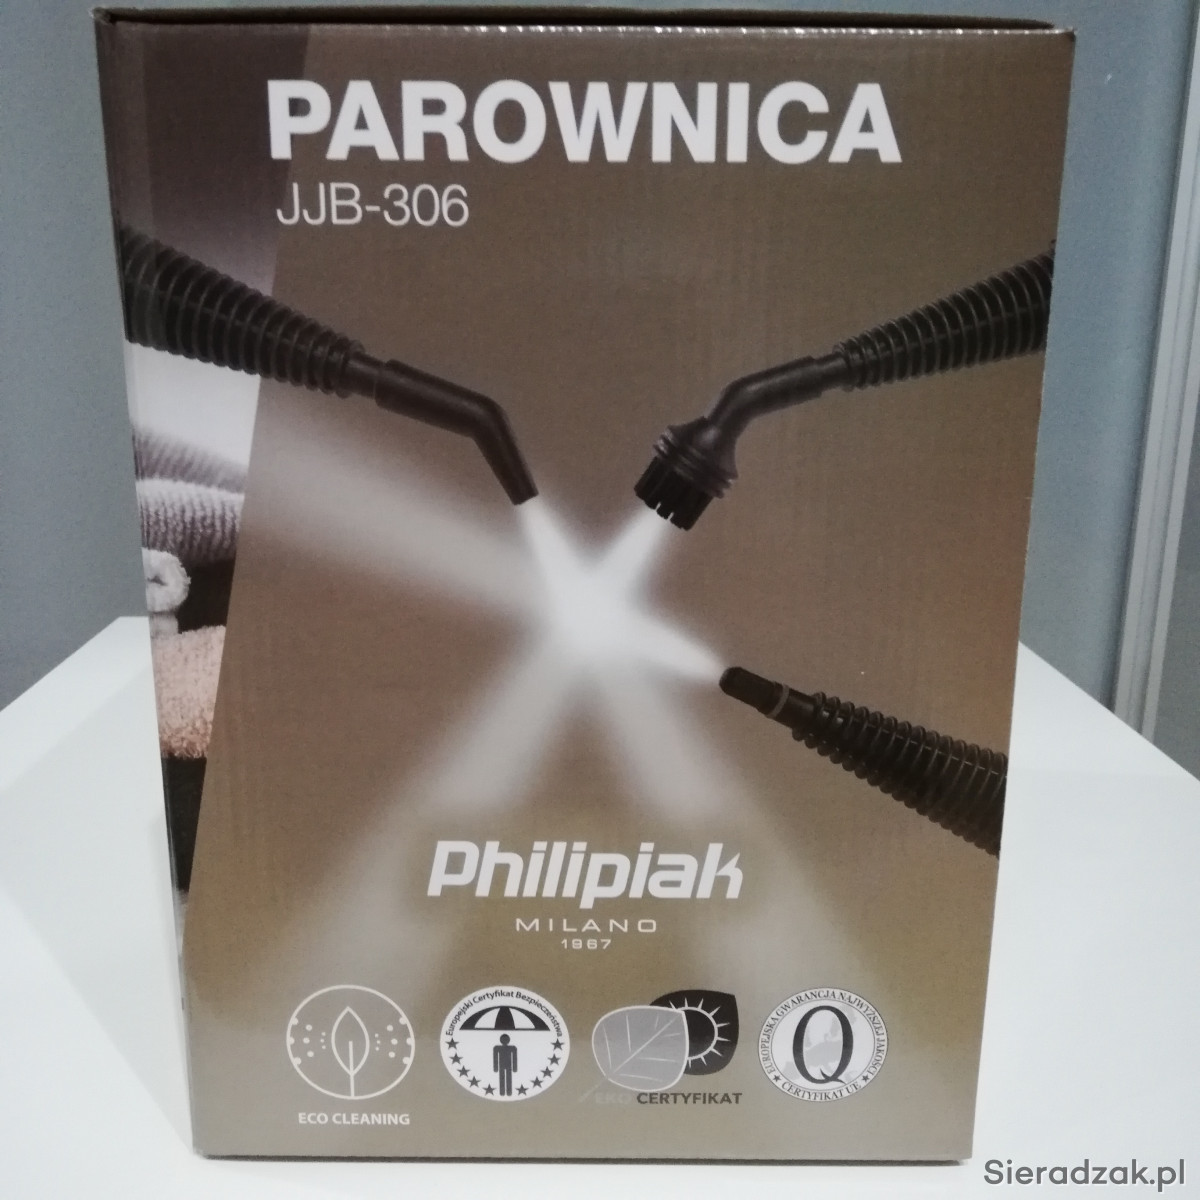 PAROWNICA
JJB-306
Philipiak
MILANO
1967
ECO CLEANING
Europejski Certyfikat Bezpieczeństwa
EKO CERTYFIKAT
EUROPEJSKA GWARANCJA NAJWYŻSZEJ JAKOŚCI
Q
CERTYFIKAT UE
Sieradzak.pl